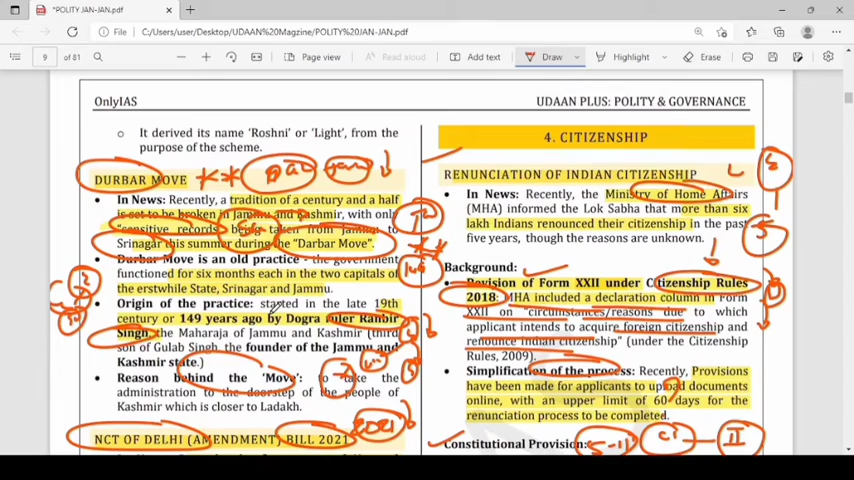 POLITY JAN-JAN.pdf
File
C:/Users/user/Desktop/UDAAN%20Magzine/POLITY%20JAN-JAN.pdf
9 of 81
Page view
Read aloud
Add text
Draw
Highlight
Erase
OnlyIAS
o It derived its name 'Roshni' or 'Light', from the
purpose of the scheme.
DURBAR MOVE
• In News: Recently, a tradition of a century and a half
is set to be broken in Jammu and Kashmir, with only
"sensitive records being taken from Jammu to
Srinagar this summer during the "Darbar Move".
• Durbar Move is an old practice - the government
functioned for six months each in the two capitals of
the erstwhile State, Srinagar and Jammu.
• Origin of the practice: started in the late 19th
century or 149 years ago by Dogra ruler Ranbir
Singh, the Maharaja of Jammu and Kashmir (third
son of Gulab Singh, the founder of the Jammu and
Kashmir state.)
• Reason behind the 'Move': to take the
administration to the doorstep of the people of
Kashmir which is closer to Ladakh.
NCT OF DELHI (AMENDMENT) BILL 2021
2021
UDAAN PLUS: POLITY & GOVERNANCE
4. CITIZENSHIP
RENUNCIATION OF INDIAN CITIZENSHIP
• In News: Recently, the Ministry of Home Affairs
(MHA) informed the Lok Sabha that more than six
lakh Indians renounced their citizenship in the past
five years, though the reasons are unknown.
Background:
• Revision of Form XXII under Citizenship Rules
2018: MHA included a declaration column in Form
XXII on "circumstances/reasons due to which
applicant intends to acquire foreign citizenship and
renounce Indian citizenship" (under the Citizenship
Rules, 2009).
• Simplification of the process: Recently, Provisions
have been made for applicants to upload documents
online, with an upper limit of 60 days for the
renunciation process to be completed.
Constitutional Provision:
5-11
II